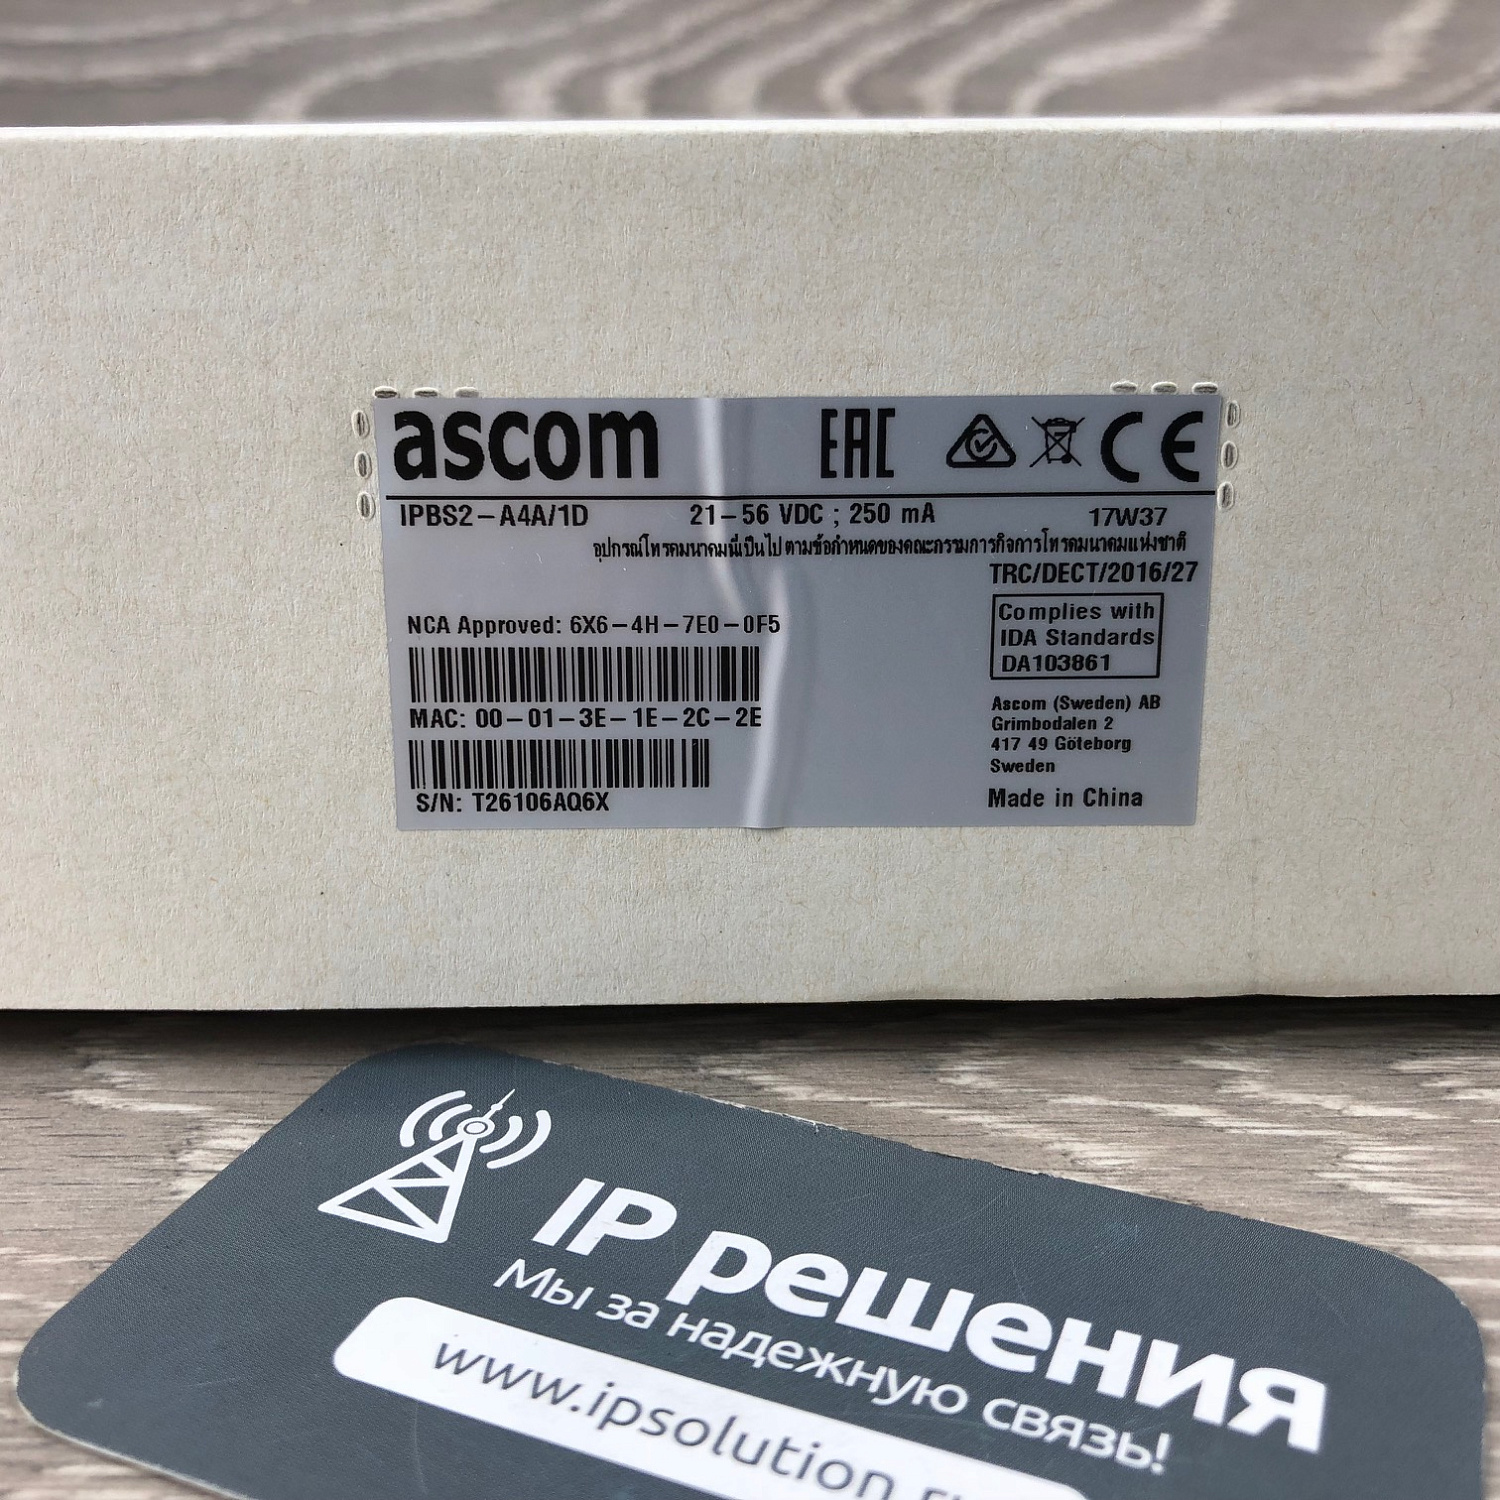 ascom EAC CE
IPBS2-A4A/1D 21-56 VDC ; 250 mA 17W37
อุปกรณ์โทรคมนาคมนี้เป็นไปตามข้อกำหนดของคณะกรรมการกิจการโทรคมนาคมแห่งชาติ
TRC/DECT/2016/27
Complies with
IDA Standards
DA103861
NCA Approved: 6X6-4H-7E0-0F5
MAC: 00-01-3E-1E-2C-2E
S/N: T26106AQ6X
Ascom (Sweden) AB
Grimbodalen 2
417 49 Göteborg
Sweden
Made in China
IP решения
Мы за надежную связь!
www.ipsolution